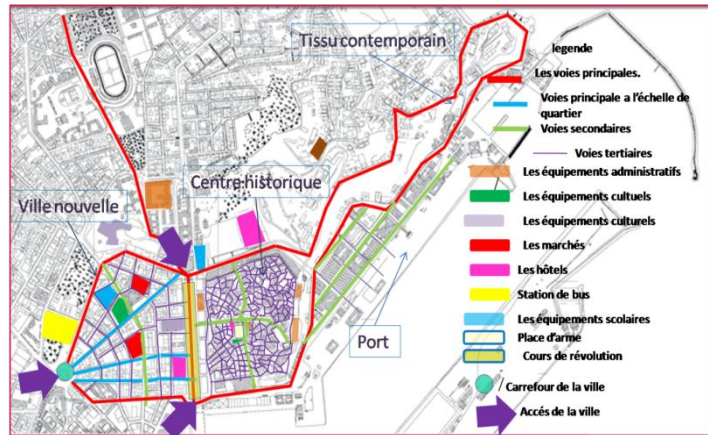 Tissu contemporain
Centre historique
Ville nouvelle
Port
legende
Les voies principales.
Voies principale a l'échelle de
quartier
Voies secondaires
Voies tertiaires
Les équipements administratifs
Les équipements cultuels
Les équipements culturels
Les marchés
Les hôtels
Station de bus
Les équipements scolaires
Place d'arme
Cours de révolution
Carrefour de la ville
Accés de la ville